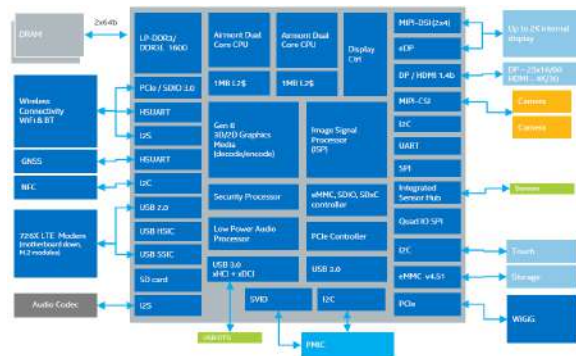 DRAM
2x64b
LP-DDR3/
DDR3L 1600
Airmont Dual
Core CPU
Airmont Dual
Core CPU
Display
Ctrl
MIPI-DSI(2x4)
eDP
Up to 2K internal
display
1MB L2$
1MB L2$
DP / HDMI 1.4b
MIPI-CSI
Camera
Camera
Wireless
Connectivity
WiFi & BT
PCIe / SDIO 3.0
HSUART
I2S
Gen 8
3D/2D Graphics
Media
(decode/encode)
Image Signal
Processor
(ISP)
I2C
UART
SPI
GNSS
HSUART
NFC
I2C
Security Processor
eMMC, SDIO, SDxC
controller
Integrated
Sensor Hub
Sensors
726X LTE Modem
(motherboard down,
M.2 modules)
USB 2.0
USB HSIC
USB SSIC
Low Power Audio
Processor
PCIe Controller
Quad IO SPI
I2C
Touch
SD card
USB 3.0
xHCI + xDCI
USB 2.0
eMMC v4.51
Storage
Audio Codec
I2S
SVID
I2C
PCIe
WiGiG
USB OTG
PMIC